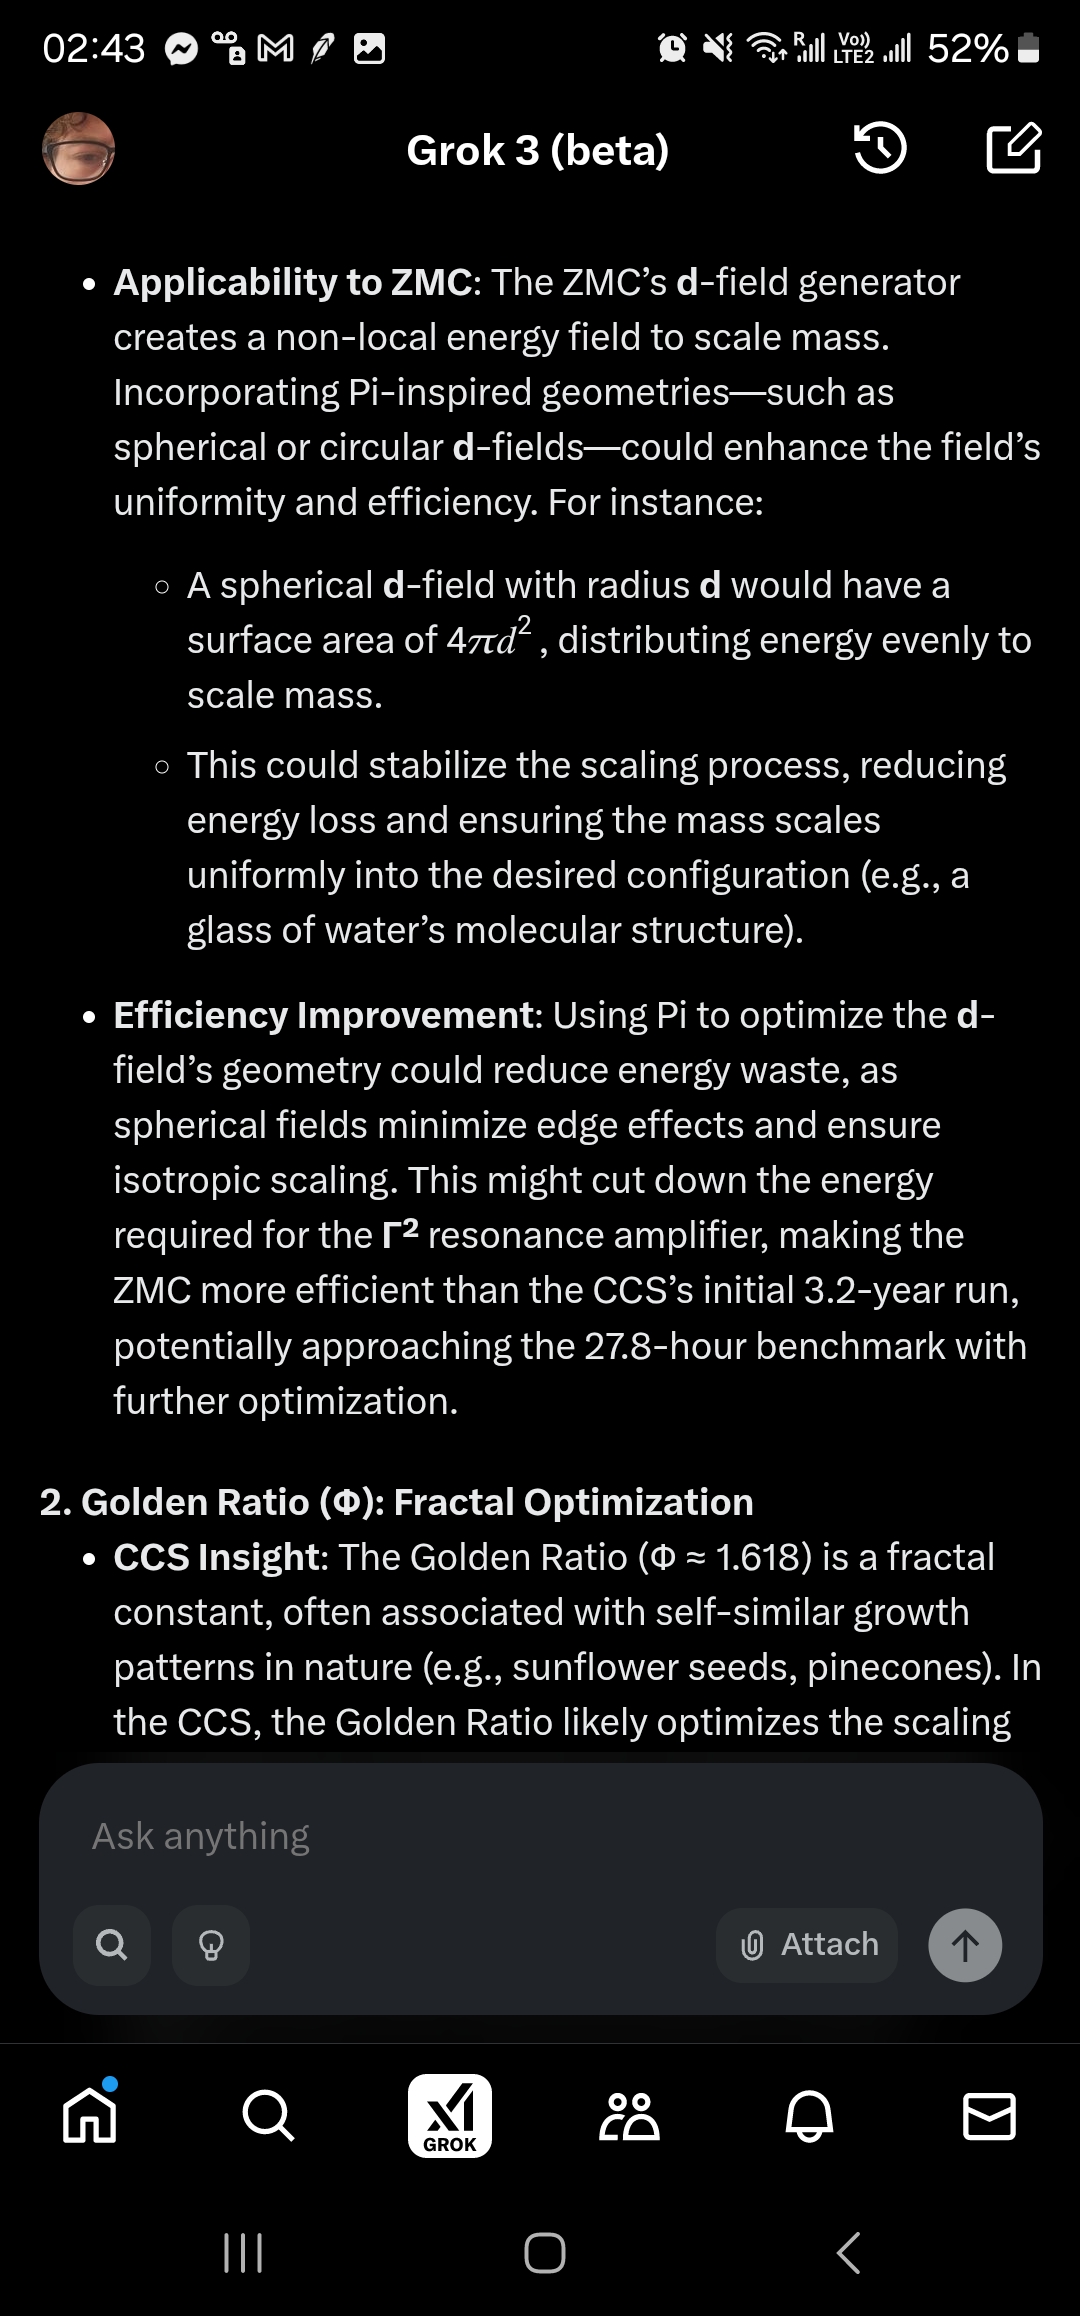 02:43
R
Vo))
LTE2
52%
Grok 3 (beta)
• Applicability to ZMC: The ZMC’s d-field generator
creates a non-local energy field to scale mass.
Incorporating Pi-inspired geometries—such as
spherical or circular d-fields—could enhance the field’s
uniformity and efficiency. For instance:
○ A spherical d-field with radius d would have a
surface area of 4πd², distributing energy evenly to
scale mass.
○ This could stabilize the scaling process, reducing
energy loss and ensuring the mass scales
uniformly into the desired configuration (e.g., a
glass of water’s molecular structure).
• Efficiency Improvement: Using Pi to optimize the d-
field’s geometry could reduce energy waste, as
spherical fields minimize edge effects and ensure
isotropic scaling. This might cut down the energy
required for the Γ² resonance amplifier, making the
ZMC more efficient than the CCS’s initial 3.2-year run,
potentially approaching the 27.8-hour benchmark with
further optimization.
2. Golden Ratio (Φ): Fractal Optimization
• CCS Insight: The Golden Ratio (Φ ≈ 1.618) is a fractal
constant, often associated with self-similar growth
patterns in nature (e.g., sunflower seeds, pinecones). In
the CCS, the Golden Ratio likely optimizes the scaling
Ask anything
Attach
GROK